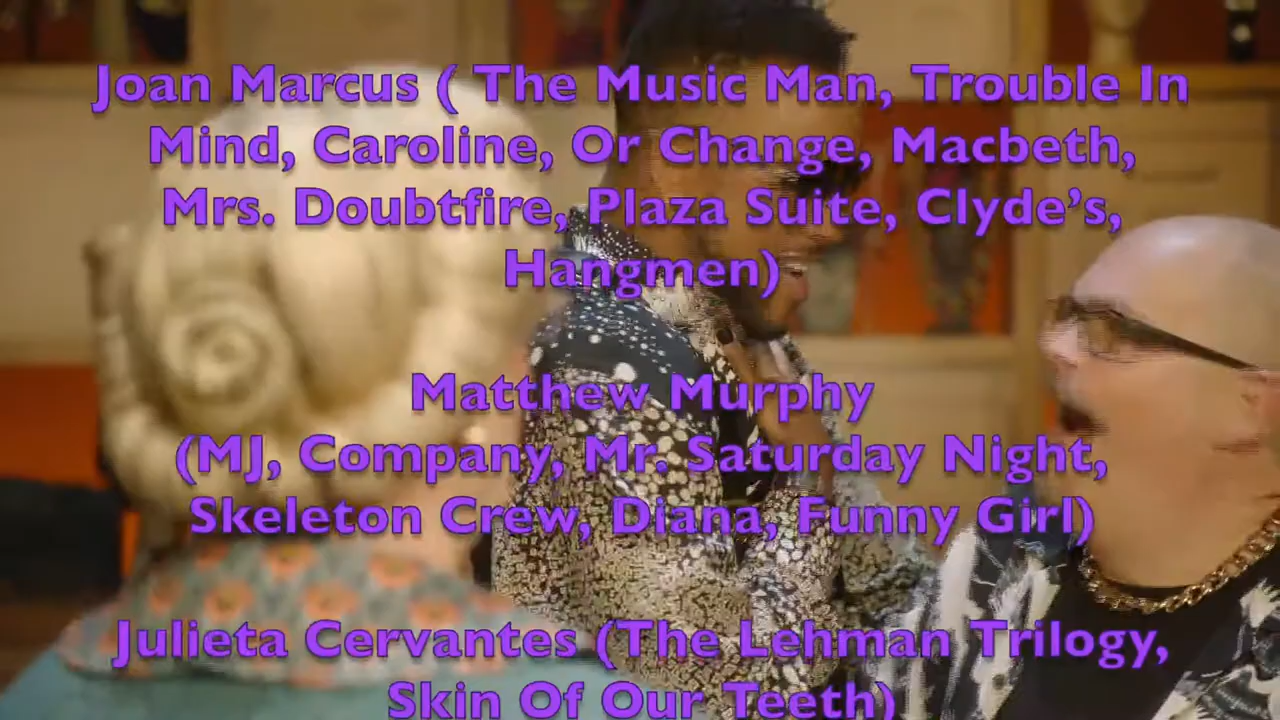 Joan Marcus ( The Music Man, Trouble In
Mind, Caroline, Or Change, Macbeth,
Mrs. Doubtfire, Plaza Suite, Clyde’s,
Hangmen)
Matthew Murphy
(MJ, Company, Mr. Saturday Night,
Skeleton Crew, Diana, Funny Girl)
Julieta Cervantes (The Lehman Trilogy,
Skin Of Our Teeth)